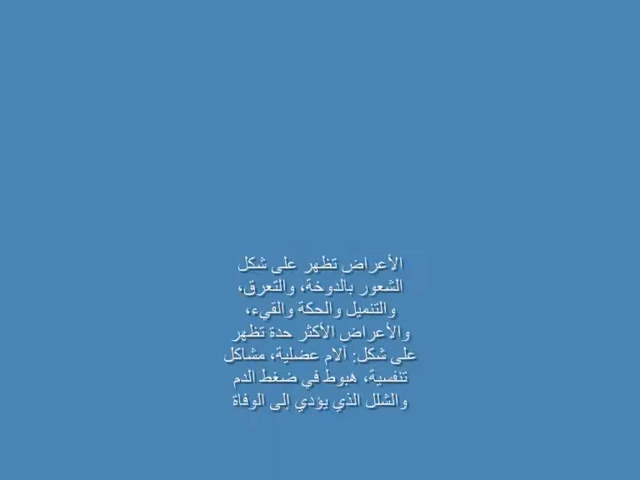 الأعراض تظهر على شكل
الشعور بالدوخة، والتعرق،
والتنميل والحكة والقيء،
والأعراض الأكثر حدة تظهر
على شكل: آلام عضلية، مشاكل
تنفسية، هبوط في ضغط الدم
والشلل الذي يؤدي إلى الوفاة